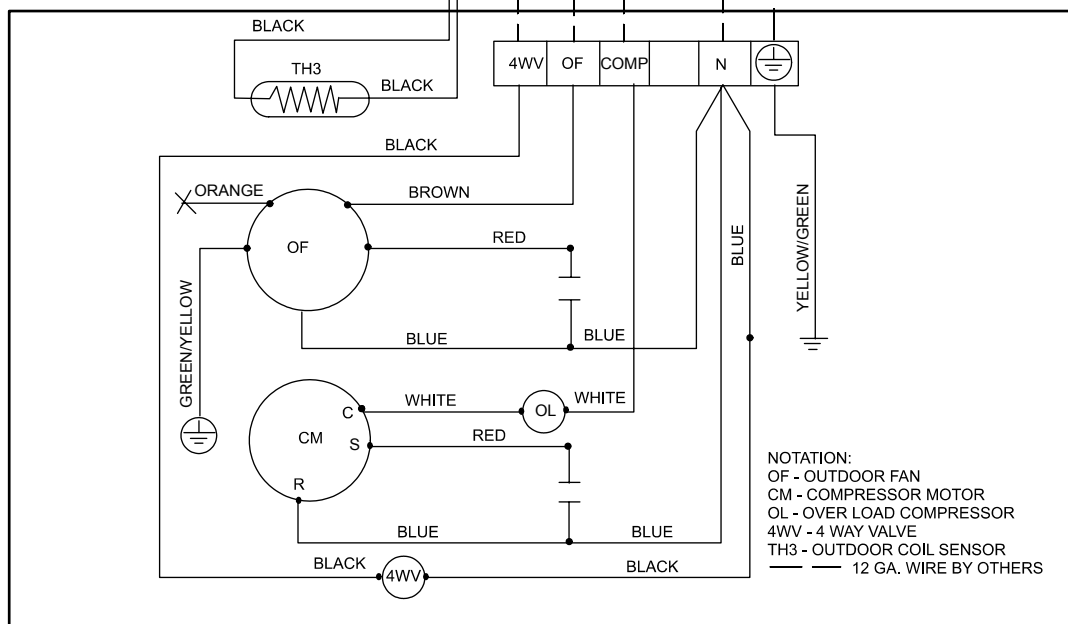 BLACK
4WV OF COMP N
TH3
BLACK
BLACK
ORANGE
BROWN
OF
RED
BLUE
YELLOW/GREEN
GREEN/YELLOW
BLUE
BLUE
C
WHITE
OL
WHITE
CM
S
RED
R
BLUE
BLUE
BLACK
4WV
BLACK
NOTATION:
OF - OUTDOOR FAN
CM - COMPRESSOR MOTOR
OL - OVER LOAD COMPRESSOR
4WV - 4 WAY VALVE
TH3 - OUTDOOR COIL SENSOR
12 GA. WIRE BY OTHERS